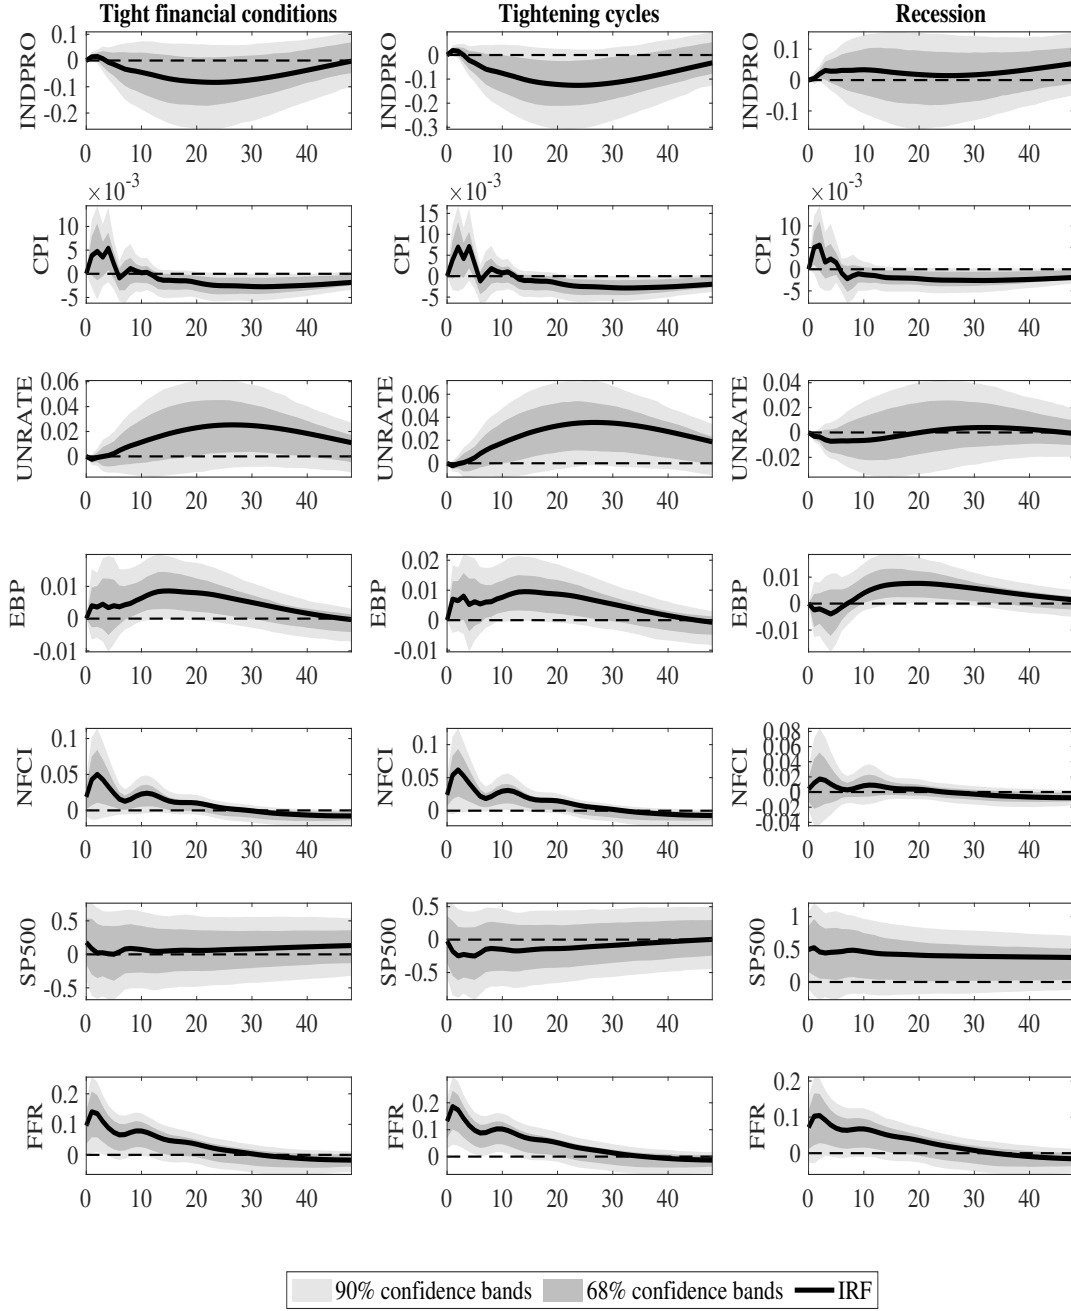 Tight financial conditions
Tightening cycles
Recession
INDPRO
0.1
0
-0.1
-0.2
0 10 20 30 40
INDPRO
0
-0.1
-0.2
-0.3
0 10 20 30 40
INDPRO
0.1
0
-0.1
0 10 20 30 40
CPI
×10-3
10
5
0
-5
0 10 20 30 40
CPI
×10-3
15
10
5
0
-5
0 10 20 30 40
CPI
×10-3
10
5
0
-5
0 10 20 30 40
UNRATE
0.06
0.04
0.02
0
0 10 20 30 40
UNRATE
0.06
0.04
0.02
0
0 10 20 30 40
UNRATE
0.04
0.02
0
-0.02
0 10 20 30 40
EBP
0.01
0
-0.01
0 10 20 30 40
EBP
0.02
0.01
0
-0.01
0 10 20 30 40
EBP
0.01
0
-0.01
0 10 20 30 40
NFCI
0.1
0.05
0
0 10 20 30 40
NFCI
0.1
0.05
0
0 10 20 30 40
NFCI
0.08
0.06
0.04
0.02
0
-0.02
-0.04
0 10 20 30 40
SP500
0.5
0
-0.5
0 10 20 30 40
SP500
0.5
0
-0.5
0 10 20 30 40
SP500
1
0.5
0
0 10 20 30 40
FFR
0.2
0.1
0
0 10 20 30 40
FFR
0.2
0.1
0
0 10 20 30 40
FFR
0.2
0.1
0
0 10 20 30 40
90% confidence bands 68% confidence bands IRF